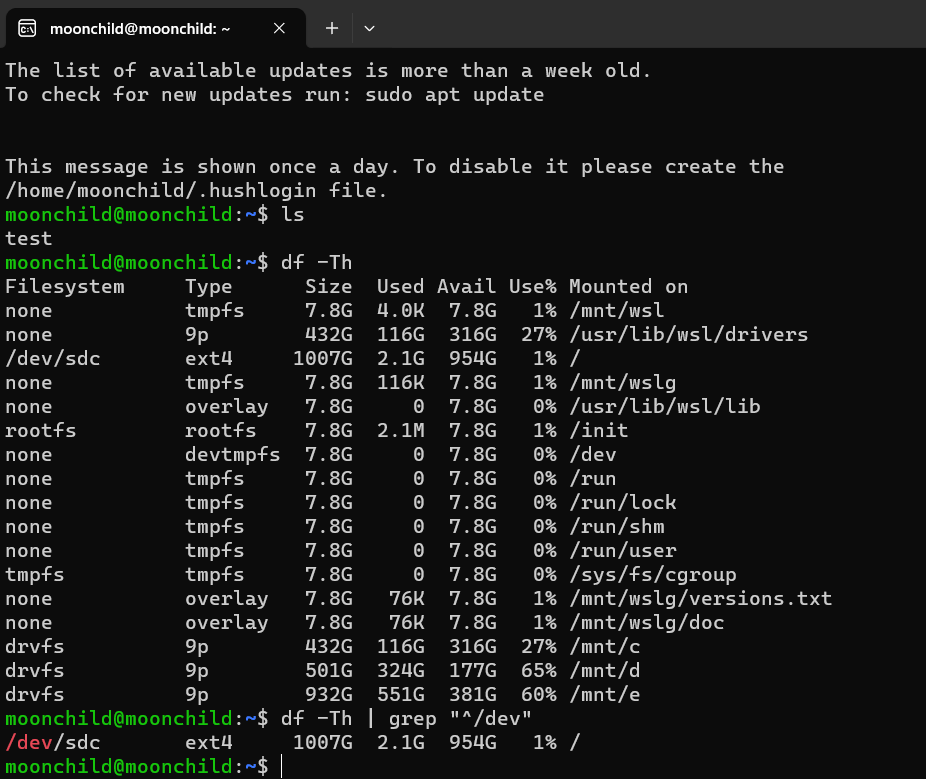 moonchild@moonchild: ~
The list of available updates is more than a week old.
To check for new updates run: sudo apt update
This message is shown once a day. To disable it please create the
/home/moonchild/.hushlogin file.
moonchild@moonchild:~$ ls
test
moonchild@moonchild:~$ df -Th
Filesystem     Type      Size  Used Avail Use% Mounted on
none           tmpfs     7.8G  4.0K  7.8G   1% /mnt/wsl
none           9p        432G  116G  316G  27% /usr/lib/wsl/drivers
/dev/sdc       ext4     1007G  2.1G  954G   1% /
none           tmpfs     7.8G  116K  7.8G   1% /mnt/wslg
none           overlay   7.8G     0  7.8G   0% /usr/lib/wsl/lib
rootfs         rootfs    7.8G  2.1M  7.8G   1% /init
none           devtmpfs  7.8G     0  7.8G   0% /dev
none           tmpfs     7.8G     0  7.8G   0% /run
none           tmpfs     7.8G     0  7.8G   0% /run/lock
none           tmpfs     7.8G     0  7.8G   0% /run/shm
none           tmpfs     7.8G     0  7.8G   0% /run/user
tmpfs          tmpfs     7.8G     0  7.8G   0% /sys/fs/cgroup
none           overlay   7.8G   76K  7.8G   1% /mnt/wslg/versions.txt
none           overlay   7.8G   76K  7.8G   1% /mnt/wslg/doc
drvfs          9p        432G  116G  316G  27% /mnt/c
drvfs          9p        501G  324G  177G  65% /mnt/d
drvfs          9p        932G  551G  381G  60% /mnt/e
moonchild@moonchild:~$ df -Th | grep "^/dev"
/dev/sdc       ext4     1007G  2.1G  954G   1% /
moonchild@moonchild:~$